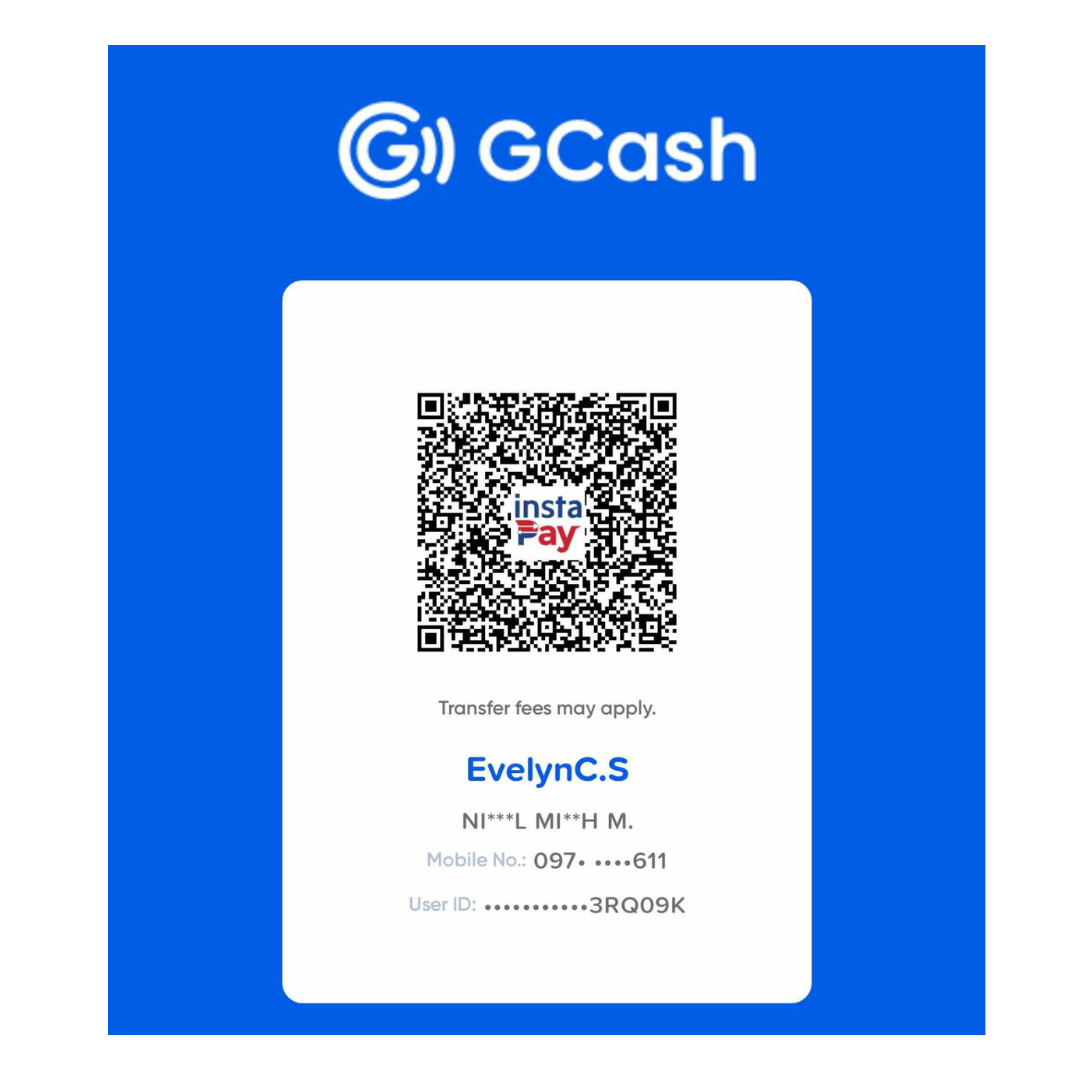 GCash
insta
Pay
Transfer fees may apply.
EvelynC.S
NI***L MI**H M.
Mobile No.: 097• ••••611
User ID: •••••••••••3RQ09K